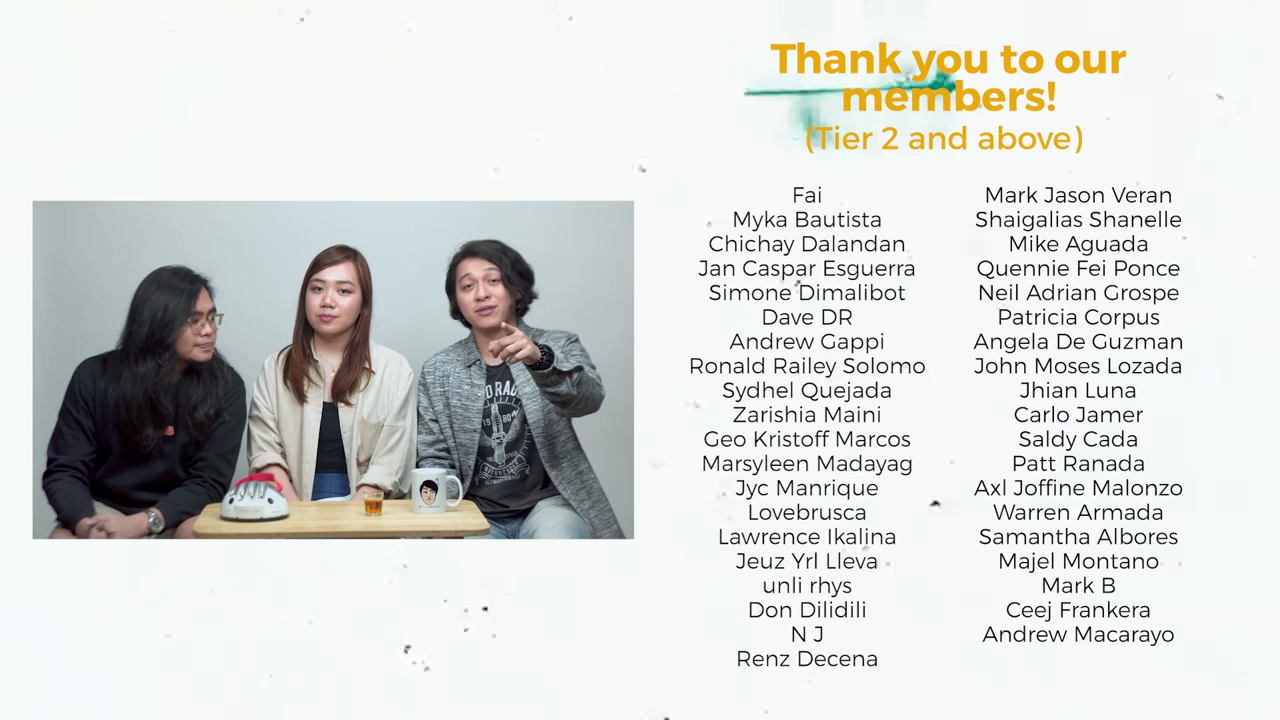 Thank you to our
members!
(Tier 2 and above)
Fai
Myka Bautista
Chichay Dalandan
Jan Caspar Esguerra
Simone Dimalibot
Dave DR
Andrew Gappi
Ronald Railey Solomo
Sydhel Quejada
Zarishia Maini
Geo Kristoff Marcos
Marsyleen Madayag
Jyc Manrique
Lovebrusca
Lawrence Ikalina
Jeuz Yrl Lleva
unli rhys
Don Dilidili
N J
Renz Decena
Mark Jason Veran
Shaigalias Shanelle
Mike Aguada
Quennie Fei Ponce
Neil Adrian Grospe
Patricia Corpus
Angela De Guzman
John Moses Lozada
Jhian Luna
Carlo Jamer
Saldy Cada
Patt Ranada
Axl Joffine Malonzo
Warren Armada
Samantha Albores
Majel Montano
Mark B
Ceej Frankera
Andrew Macarayo
19 80